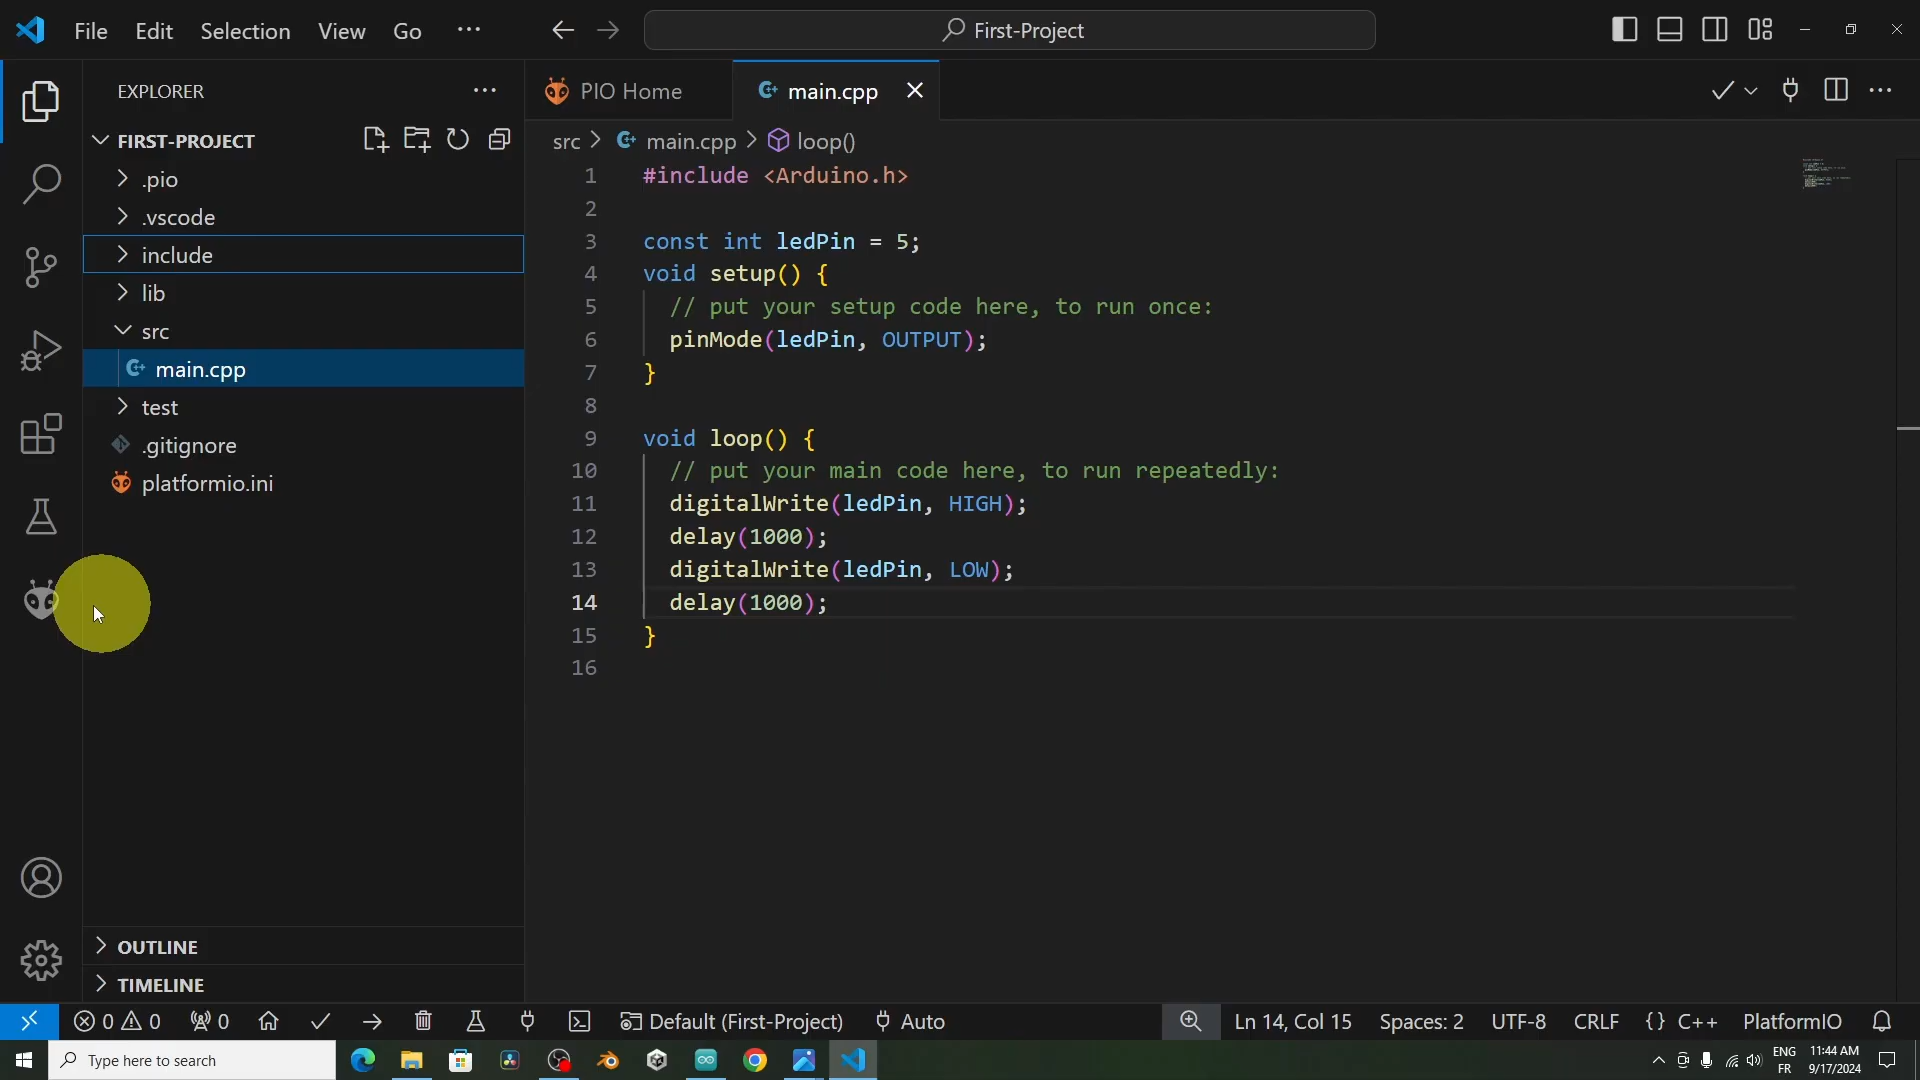 File Edit Selection View Go ···
First-Project
EXPLORER ···
FIRST-PROJECT
.pio
.vscode
include
lib
src
main.cpp
test
.gitignore
platformio.ini
OUTLINE
TIMELINE
PIO Home
main.cpp
src > main.cpp > loop()
1 #include <Arduino.h>
2
3 const int ledPin = 5;
4 void setup() {
5 // put your setup code here, to run once:
6 pinMode(ledPin, OUTPUT);
7 }
8
9 void loop() {
10 // put your main code here, to run repeatedly:
11 digitalWrite(ledPin, HIGH);
12 delay(1000);
13 digitalWrite(ledPin, LOW);
14 delay(1000);
15 }
16
0 0 0 Default (First-Project) Auto Ln 14, Col 15 Spaces: 2 UTF-8 CRLF {} C++ PlatformIO
Type here to search
ENG
FR
11:44 AM
9/17/2024